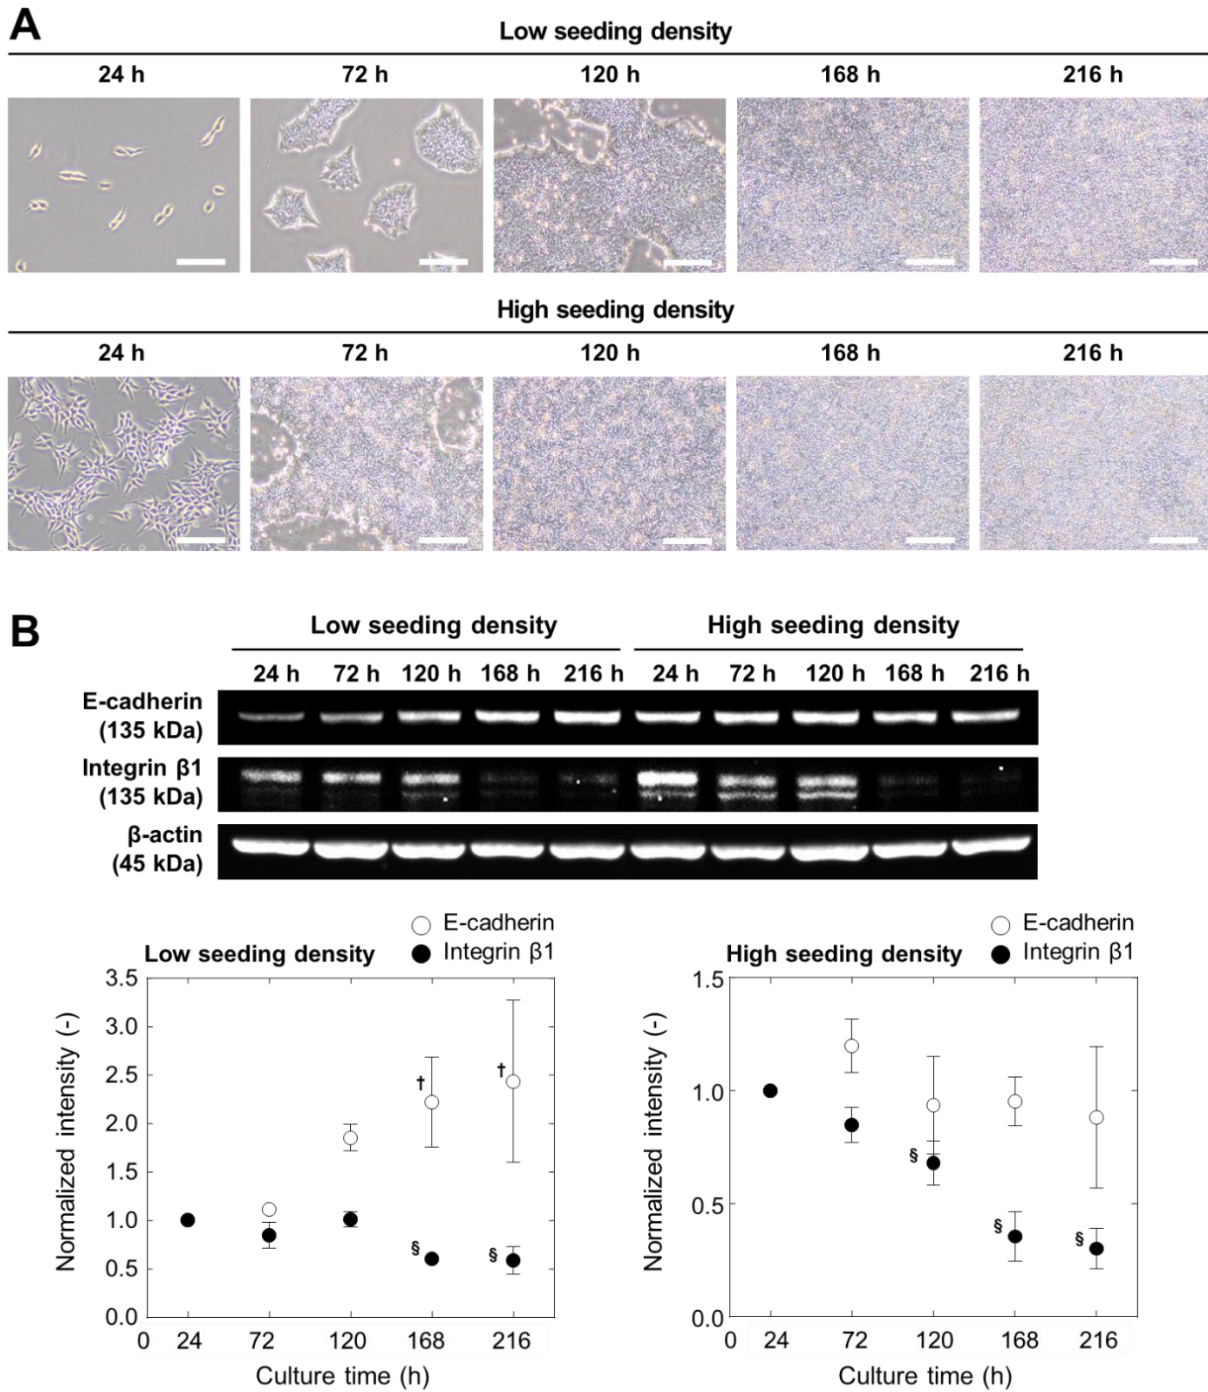 A
Low seeding density
24 h 72 h 120 h 168 h 216 h
High seeding density
24 h 72 h 120 h 168 h 216 h
B
Low seeding density High seeding density
24 h 72 h 120 h 168 h 216 h 24 h 72 h 120 h 168 h 216 h
E-cadherin
(135 kDa)
Integrin β1
(135 kDa)
β-actin
(45 kDa)
E-cadherin
Integrin β1
Low seeding density
Normalized intensity (-)
3.5
3.0
2.5
2.0
1.5
1.0
0.5
0.0
† †
§ §
0 24 72 120 168 216
Culture time (h)
E-cadherin
Integrin β1
High seeding density
Normalized intensity (-)
1.5
1.0
0.5
0.0
§ § §
0 24 72 120 168 216
Culture time (h)